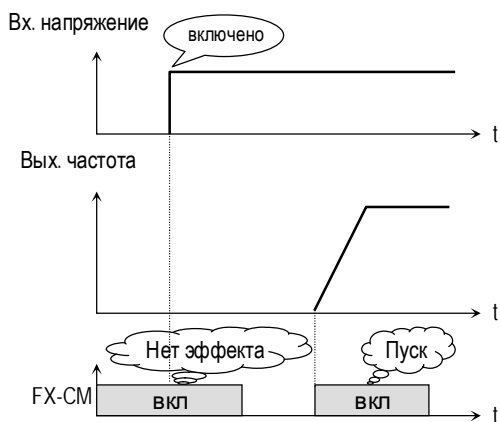 Вх. напряжение
включено
t
Вых. частота
t
Нет эффекта
Пуск
FX-CM
вкл
вкл
t